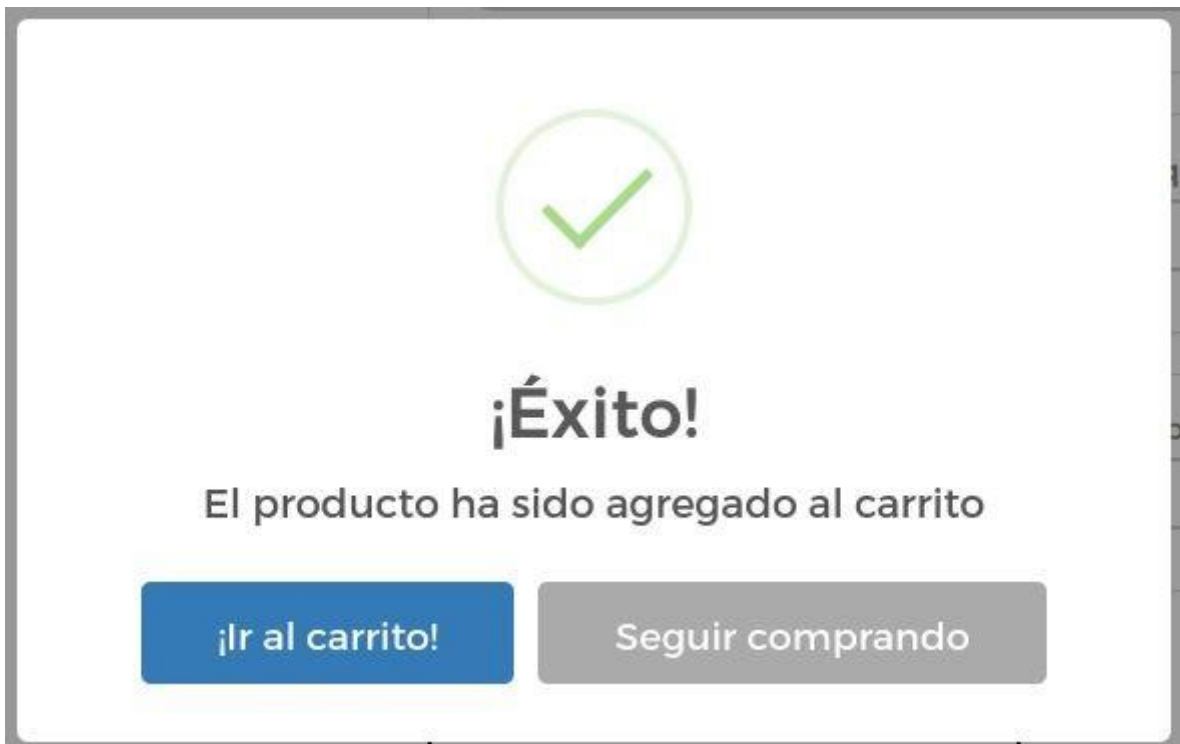 ¡Éxito!
El producto ha sido agregado al carrito
¡Ir al carrito!
Seguir comprando